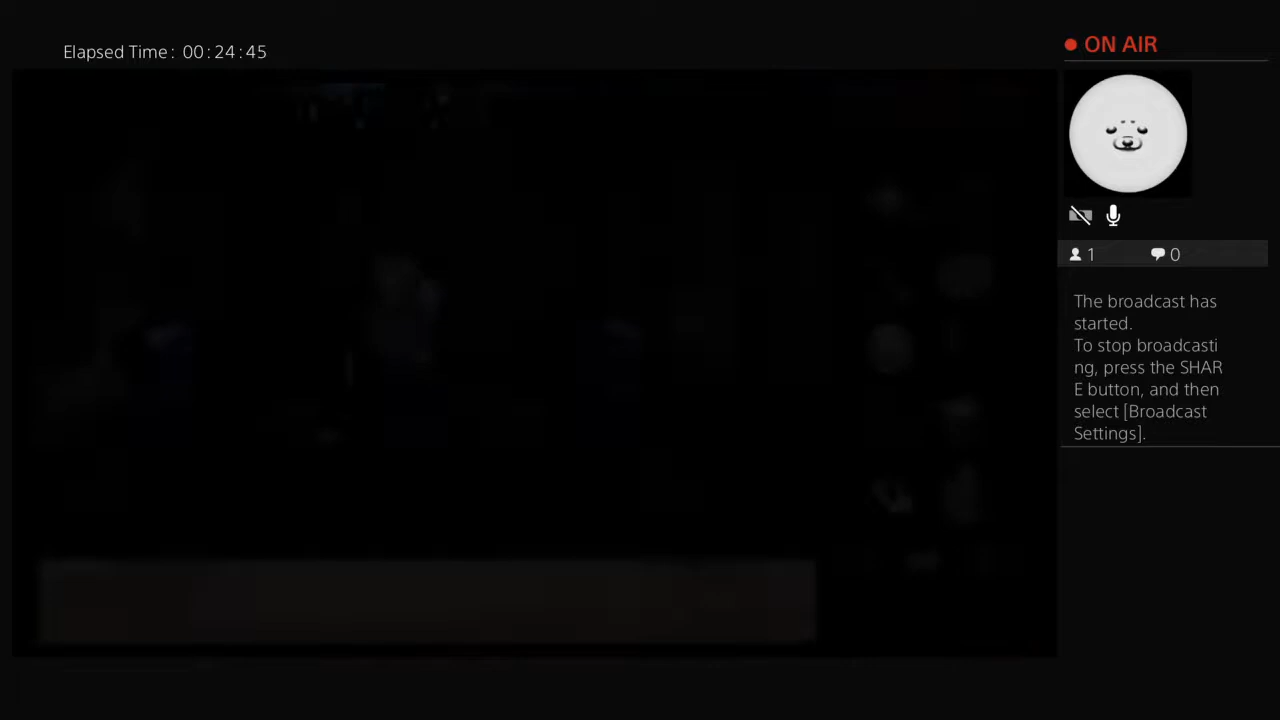 Elapsed Time: 00:24:45
ON AIR
1 0
The broadcast has
started.
To stop broadcasti
ng, press the SHAR
E button, and then
select [Broadcast
Settings].